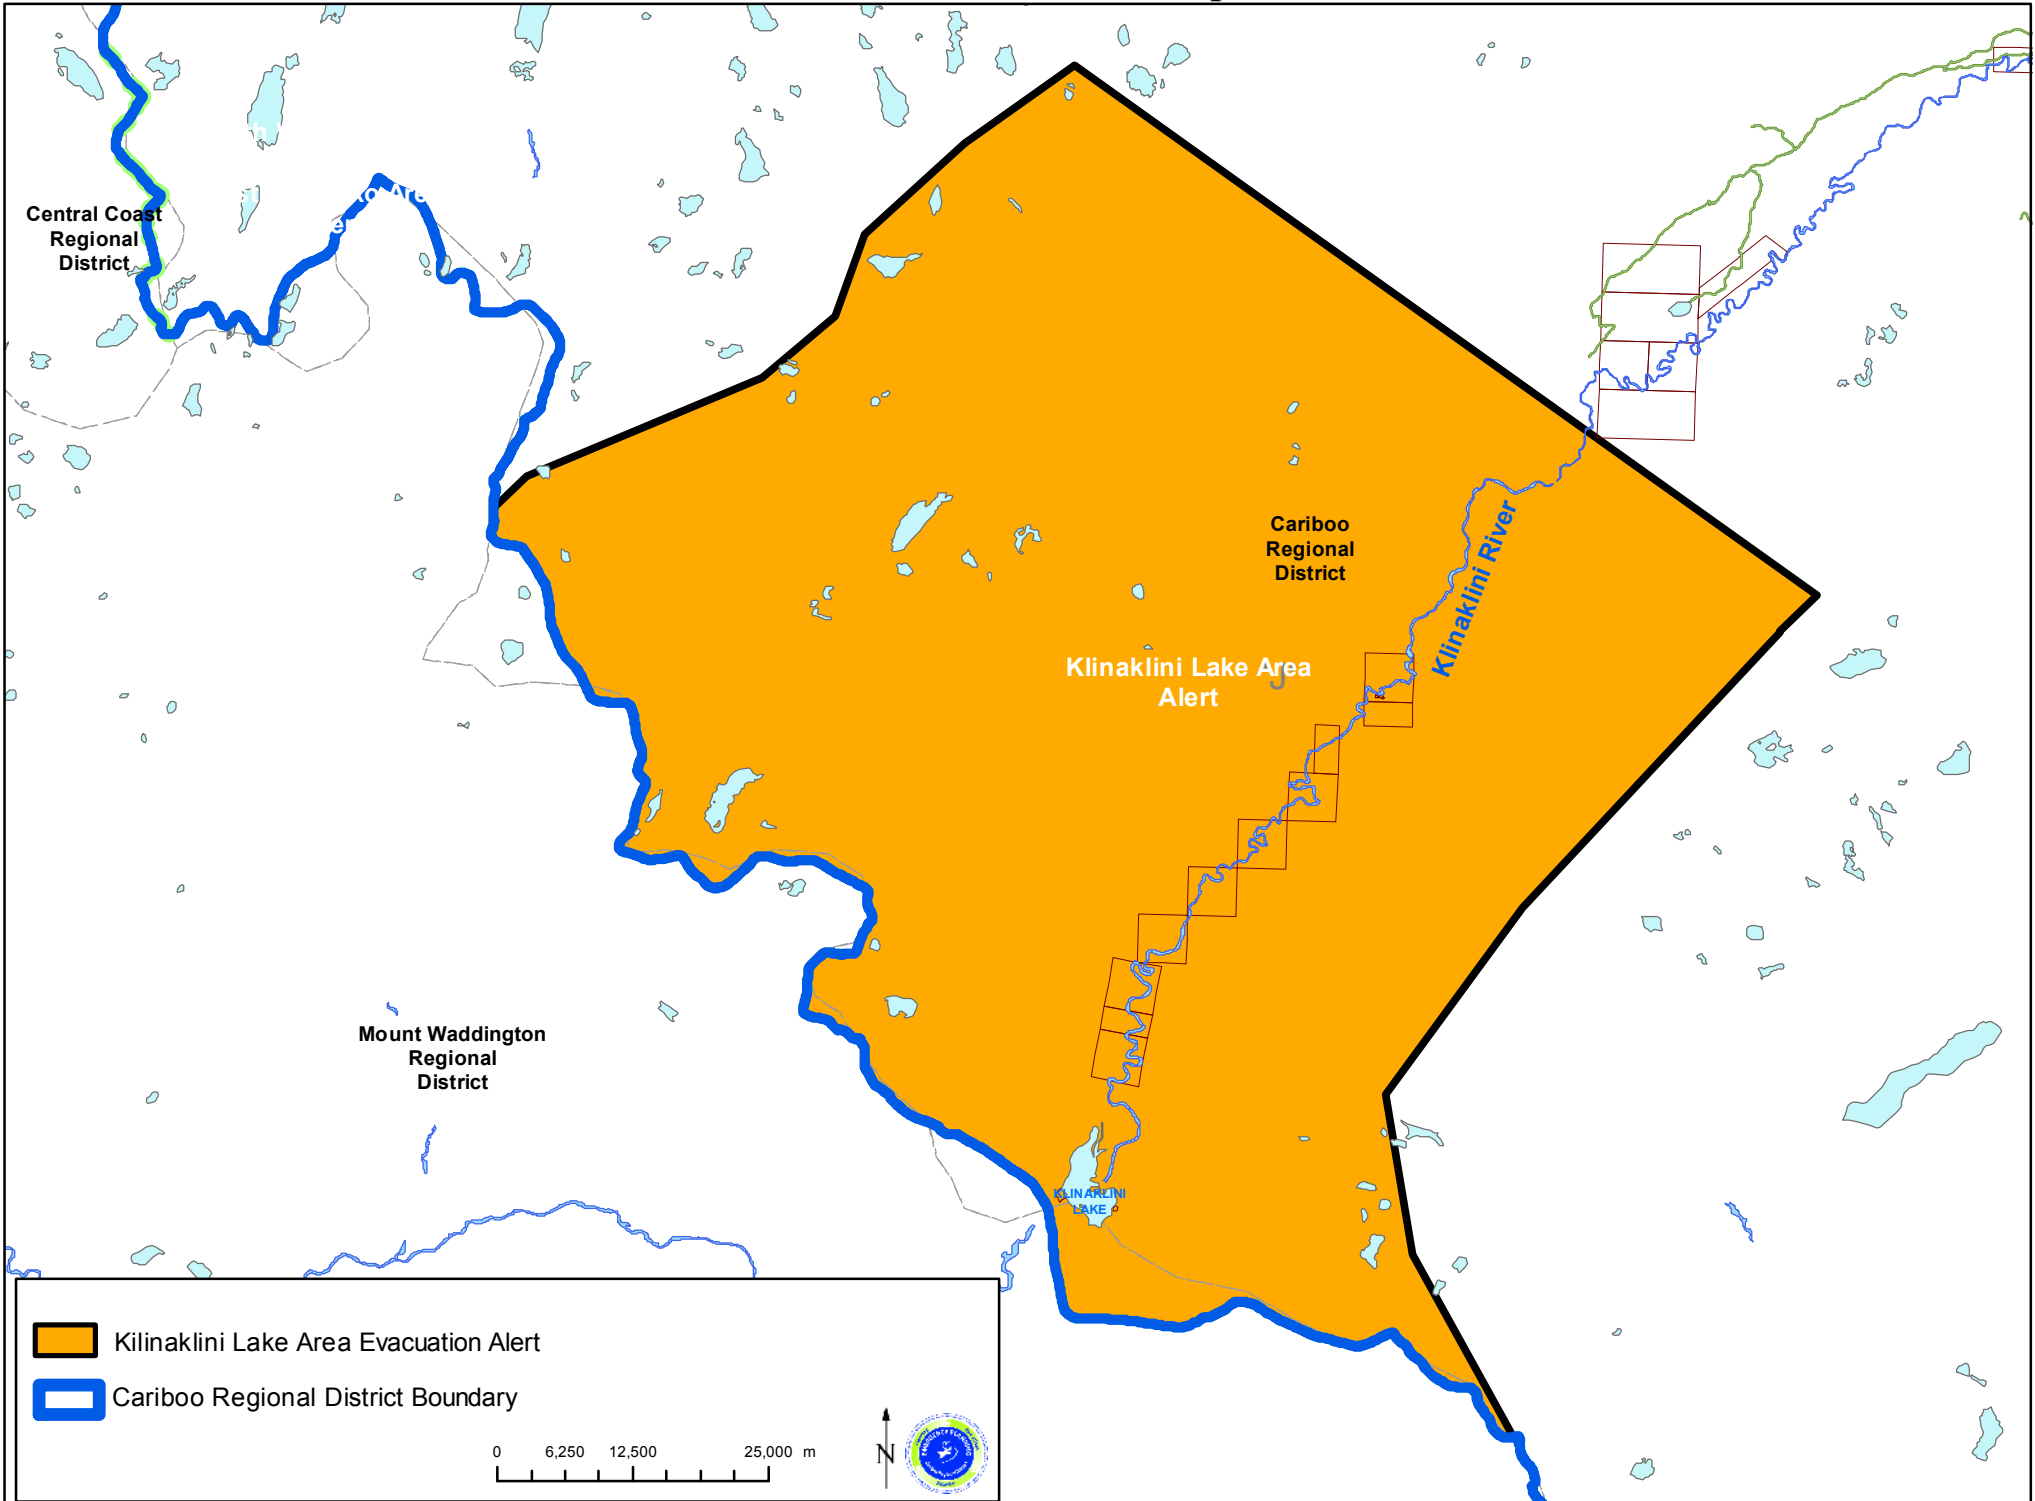 Central Coast
Regional
District
Cariboo
Regional
District
Klinaklini River
Klinaklini Lake Area
Alert
J
Mount Waddington
Regional
District
KLINAKLINI
LAKE
Kilinaklini Lake Area Evacuation Alert
Cariboo Regional District Boundary
0 6,250 12,500 25,000 m
N